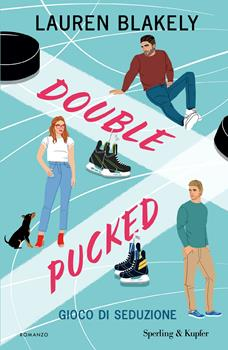 LAUREN BLAKELY
DOUBLE
PUCKED
GIOCO DI SEDUZIONE
ROMANZO
Sperling & Kupfer